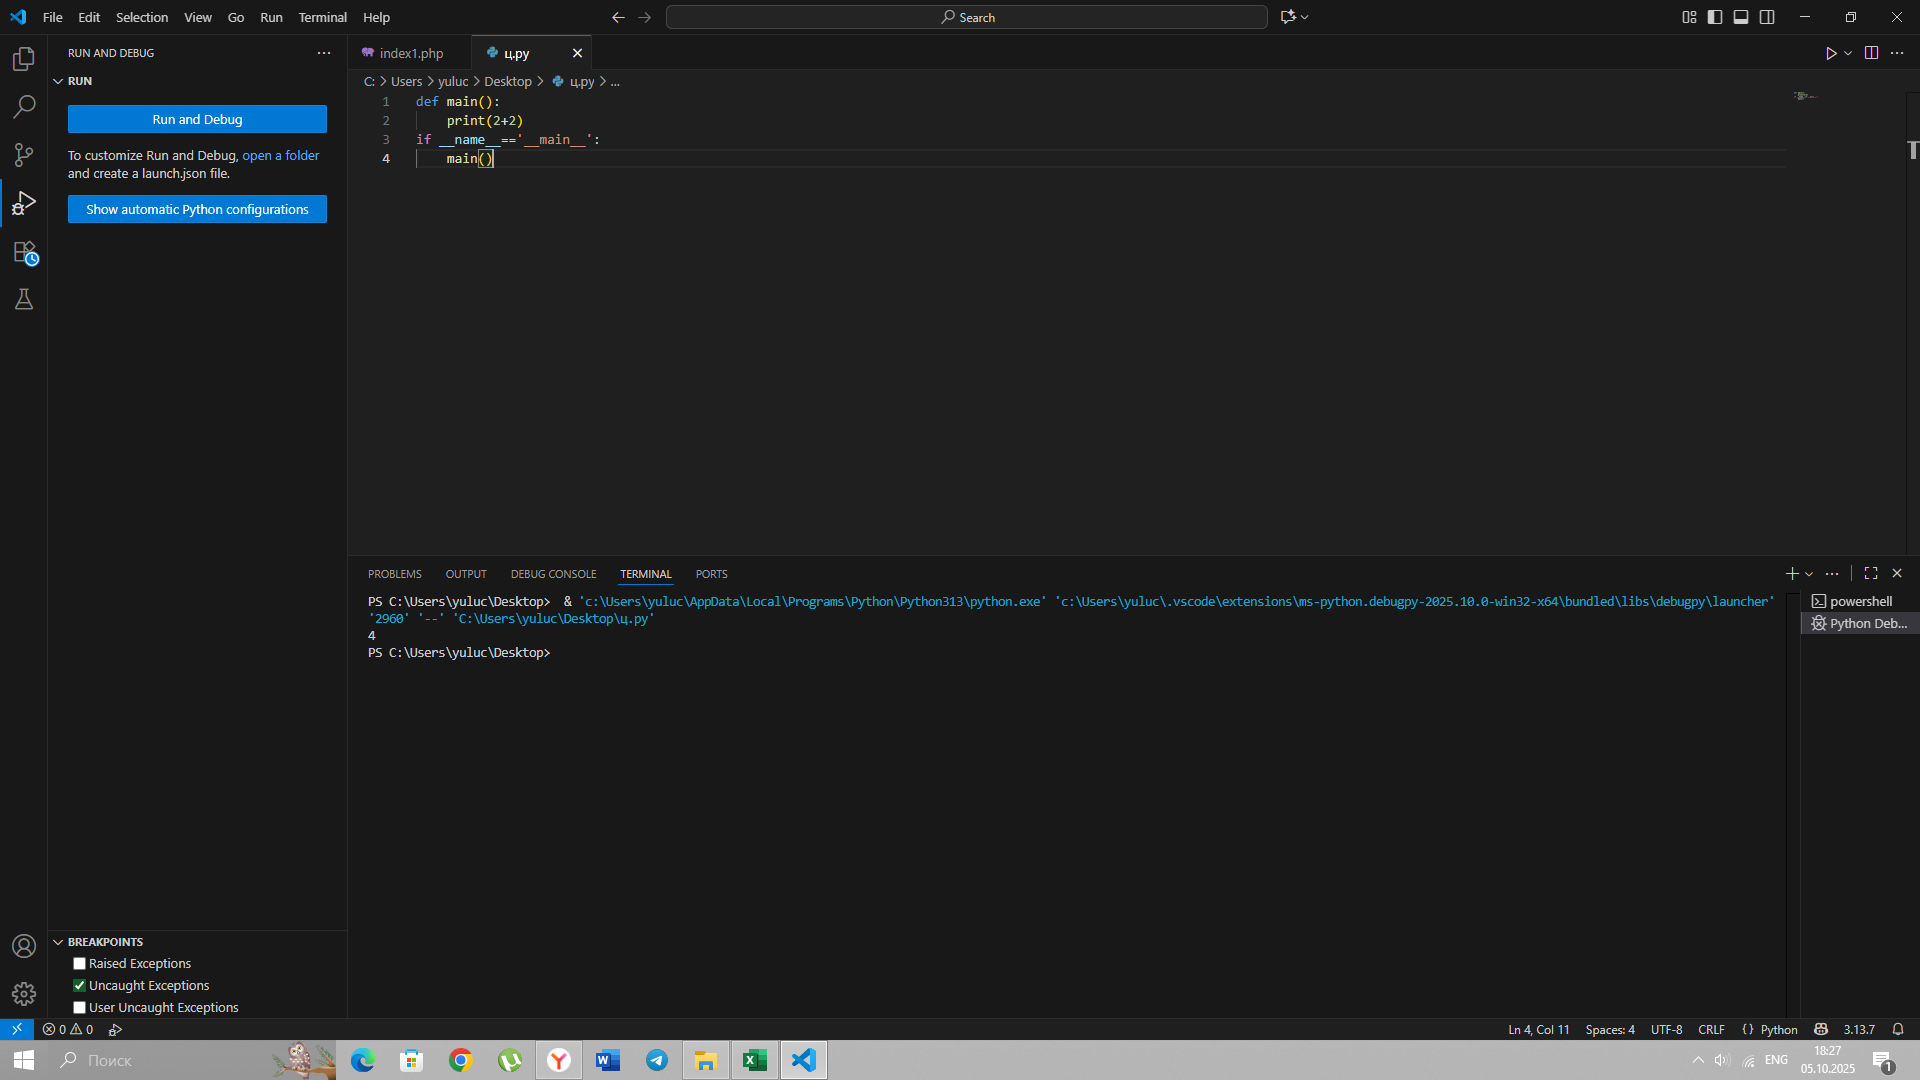 File Edit Selection View Go Run Terminal Help
Search
RUN AND DEBUG
RUN
Run and Debug
To customize Run and Debug, open a folder
and create a launch.json file.
Show automatic Python configurations
index1.php
ц.py
C: > Users > yuluc > Desktop > ц.py > ...
1 def main():
2 print(2+2)
3 if __name__=='__main__':
4 main()
PROBLEMS OUTPUT DEBUG CONSOLE TERMINAL PORTS
PS C:\Users\yuluc\Desktop> & 'c:\Users\yuluc\AppData\Local\Programs\Python\Python313\python.exe' 'c:\Users\yuluc\.vscode\extensions\ms-python.debugpy-2025.10.0-win32-x64\bundled\libs\debugpy\launcher'
'2960' '--' 'C:\Users\yuluc\Desktop\ц.py'
4
PS C:\Users\yuluc\Desktop>
powershell
Python Deb...
BREAKPOINTS
Raised Exceptions
Uncaught Exceptions
User Uncaught Exceptions
0 0
Ln 4, Col 11 Spaces: 4 UTF-8 CRLF {} Python 3.13.7
Поиск
ENG
18:27
05.10.2025
1